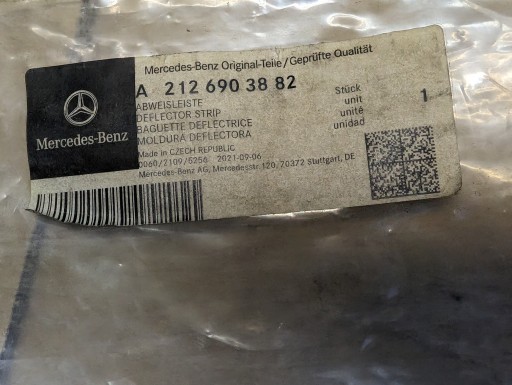 Mercedes-Benz Original-Teile/Geprüfte Qualität
A 212 690 38 82
ABWEISLEISTE
DEFLECTOR STRIP
BAGUETTE DEFLECTRICE
MOLDURA DEFLECTORA
Stück
unit
unité
unidad
1
Made in CZECH REPUBLIC
0060/2109/5256 2021-09-06
Mercedes-Benz AG, Mercedesstr. 120, 70372 Stuttgart, DE
Mercedes-Benz